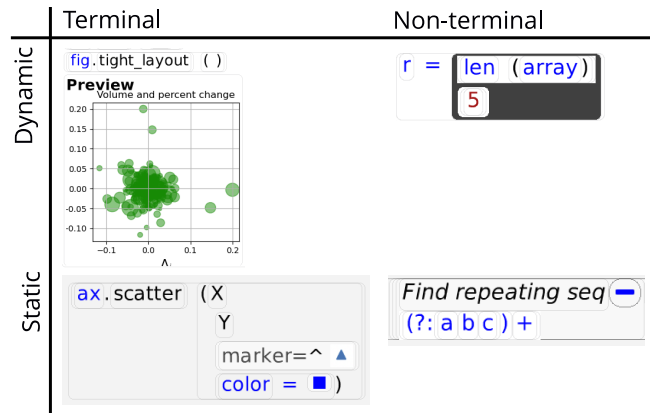 Terminal Non-terminal
Dynamic
fig.tight_layout ()
Preview
Volume and percent change
0.20
0.15
0.10
0.05
0.00
−0.05
−0.10
−0.1 0.0 0.1 0.2
r = len (array)
5
Static
ax.scatter (X
Y
marker=^ ▲
color = ■)
Find repeating seq −
(?: a b c ) +